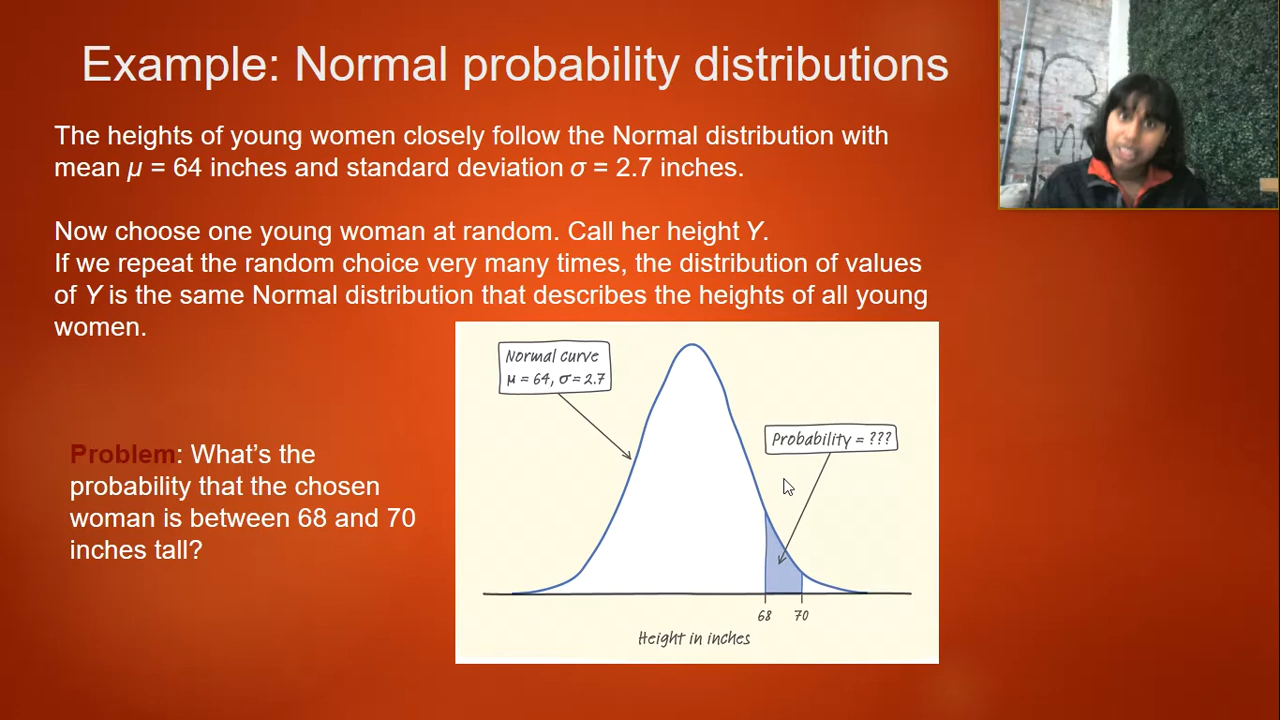 Example: Normal probability distributions
The heights of young women closely follow the Normal distribution with
mean μ = 64 inches and standard deviation σ = 2.7 inches.
Now choose one young woman at random. Call her height Y.
If we repeat the random choice very many times, the distribution of values
of Y is the same Normal distribution that describes the heights of all young
women.
Problem: What's the
probability that the chosen
woman is between 68 and 70
inches tall?
Normal curve
μ = 64, σ = 2.7
Probability = ???
68 70
Height in inches